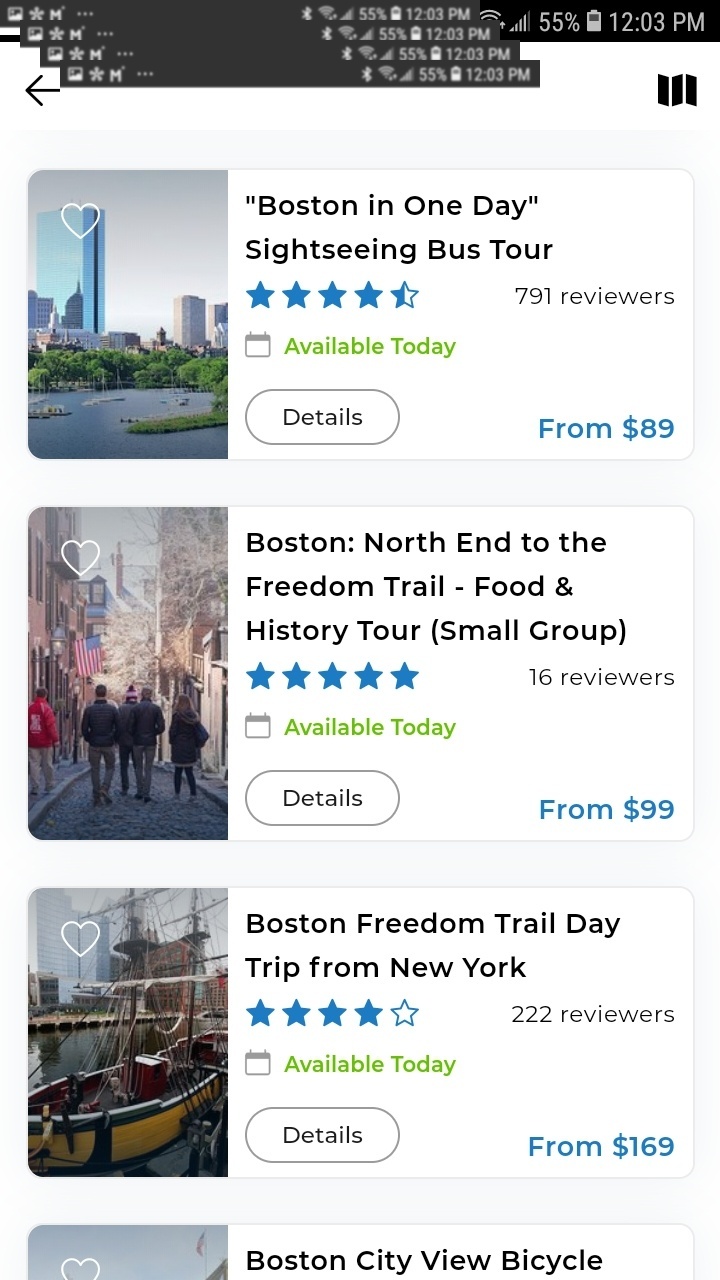 55% 12:03 PM
55% 12:03 PM
55% 12:03 PM
55% 12:03 PM
55% 12:03 PM
"Boston in One Day"
Sightseeing Bus Tour
791 reviewers
Available Today
Details
From $89
Boston: North End to the
Freedom Trail - Food &
History Tour (Small Group)
16 reviewers
Available Today
Details
From $99
Boston Freedom Trail Day
Trip from New York
222 reviewers
Available Today
Details
From $169
Boston City View Bicycle